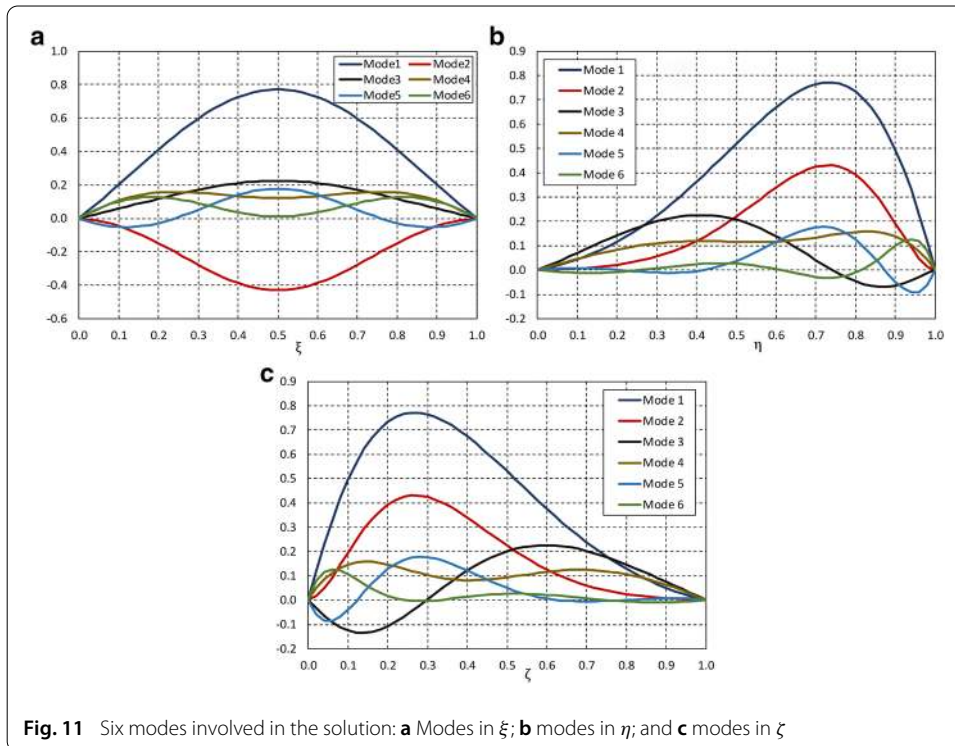 a
1.0
0.8
0.6
0.4
0.2
0.0
-0.2
-0.4
-0.6
Mode1 Mode2
Mode3 Mode4
Mode5 Mode6
0.0 0.1 0.2 0.3 0.4 0.5 0.6 0.7 0.8 0.9 1.0
ξ
b
0.9
0.8
0.7
0.6
0.5
0.4
0.3
0.2
0.1
0.0
-0.1
-0.2
Mode 1
Mode 2
Mode 3
Mode 4
Mode 5
Mode 6
0.0 0.1 0.2 0.3 0.4 0.5 0.6 0.7 0.8 0.9 1.0
η
c
0.9
0.8
0.7
0.6
0.5
0.4
0.3
0.2
0.1
0.0
-0.1
-0.2
Mode 1
Mode 2
Mode 3
Mode 4
Mode 5
Mode 6
0.0 0.1 0.2 0.3 0.4 0.5 0.6 0.7 0.8 0.9 1.0
ζ
Fig. 11 Six modes involved in the solution: a Modes in ξ; b modes in η; and c modes in ζ